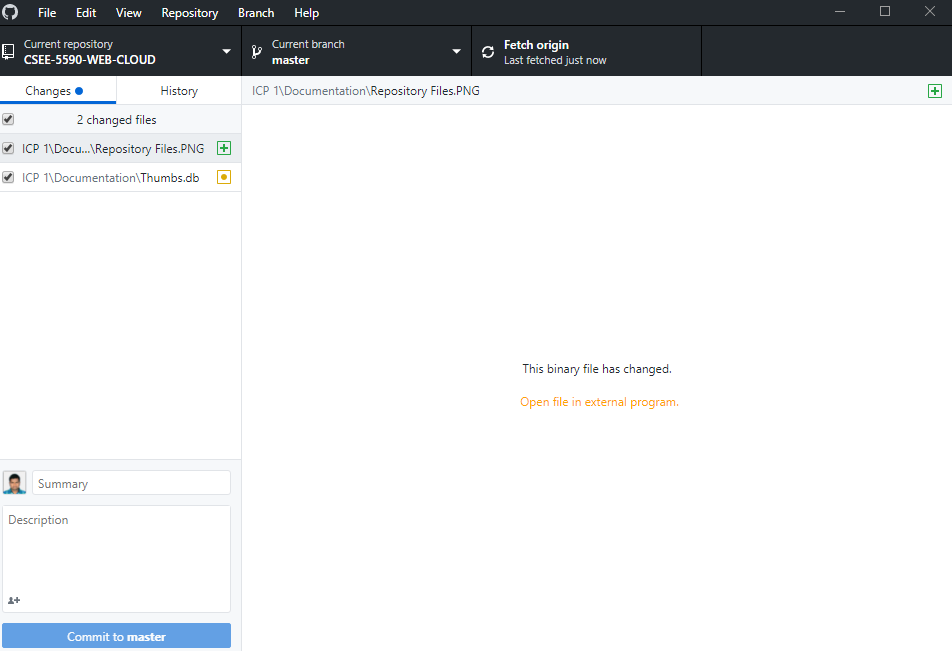 File Edit View Repository Branch Help
Current repository
CSEE-5590-WEB-CLOUD
Current branch
master
Fetch origin
Last fetched just now
Changes History
ICP 1\Documentation\Repository Files.PNG
2 changed files
ICP 1\Docu...\Repository Files.PNG
ICP 1\Documentation\Thumbs.db
This binary file has changed.
Open file in external program.
Summary
Description
Commit to master